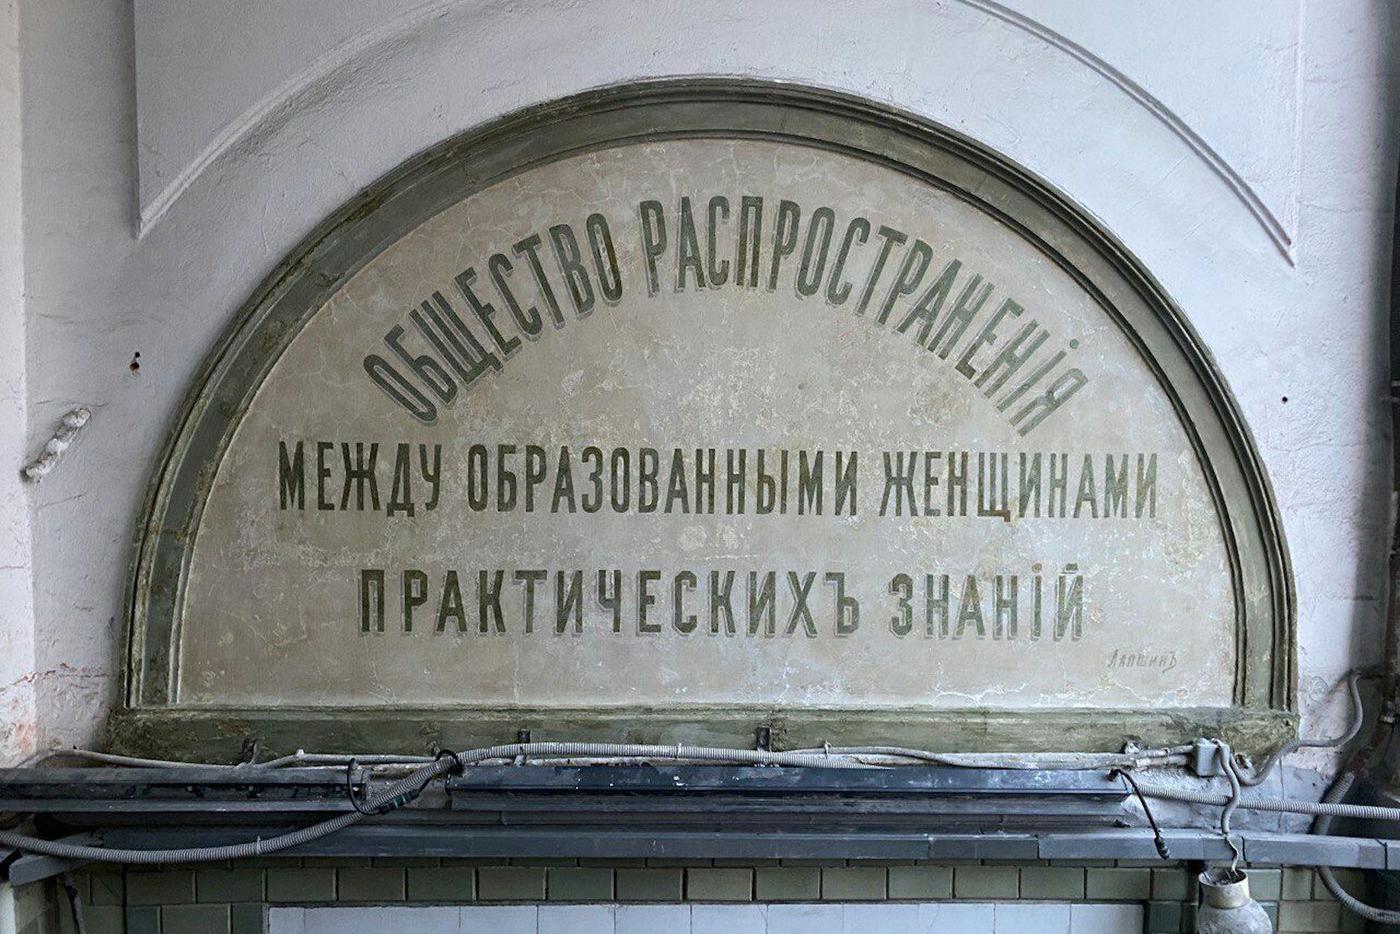 ОБЩЕСТВО РАСПРОСТРАНЕНІЯ
МЕЖДУ ОБРАЗОВАННЫМИ ЖЕНЩИНАМИ
ПРАКТИЧЕСКИХЪ ЗНАНІЙ
ЛАПШИНЪ